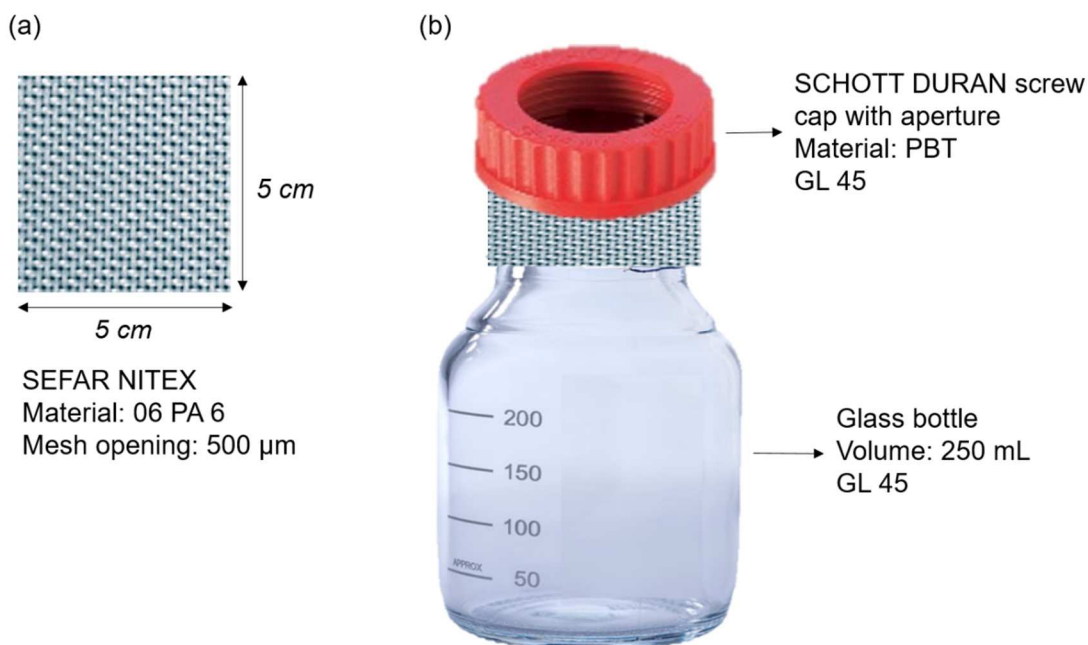 (a)
5 cm
5 cm
SEFAR NITEX
Material: 06 PA 6
Mesh opening: 500 µm
(b)
SCHOTT DURAN screw
cap with aperture
Material: PBT
GL 45
200
150
100
APPROX
50
Glass bottle
Volume: 250 mL
GL 45